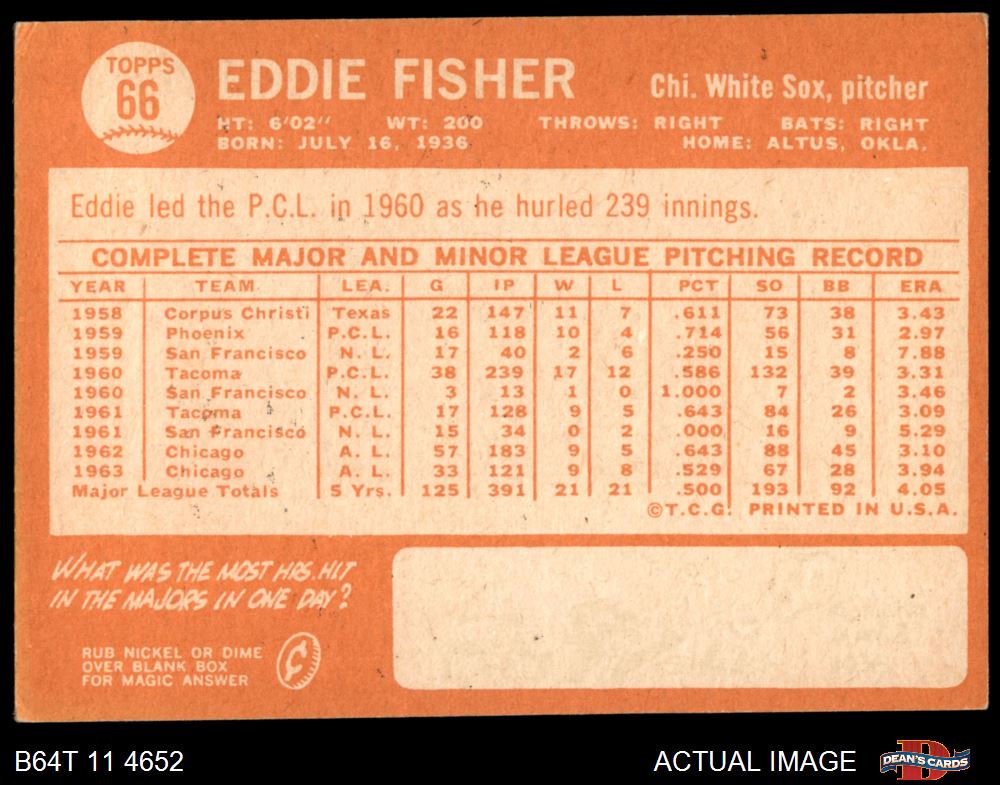 TOPPS
66
EDDIE FISHER
Chi. White Sox, pitcher
HT: 6'02" WT: 200 THROWS: RIGHT BATS: RIGHT
BORN: JULY 16, 1936 HOME: ALTUS, OKLA.
Eddie led the P.C.L. in 1960 as he hurled 239 innings.
COMPLETE MAJOR AND MINOR LEAGUE PITCHING RECORD
YEAR TEAM LEA. G IP W L PCT SO BB ERA
1958 Corpus Christi Texas 22 147 11 7 .611 73 38 3.43
1959 Phoenix P.C.L. 16 118 10 4 .714 56 31 2.97
1959 San Francisco N. L. 17 40 2 6 .250 15 8 7.88
1960 Tacoma P.C.L. 38 239 17 12 .586 132 39 3.31
1960 San Francisco N. L. 3 13 1 0 1.000 7 2 3.46
1961 Tacoma P.C.L. 17 128 9 5 .643 84 26 3.09
1961 San Francisco N. L. 15 34 0 2 .000 16 9 5.29
1962 Chicago A. L. 57 183 9 5 .643 88 45 3.10
1963 Chicago A. L. 33 121 9 8 .529 67 28 3.94
Major League Totals 5 Yrs. 125 391 21 21 .500 193 92 4.05
©T.C.G. PRINTED IN U.S.A.
WHAT WAS THE MOST HRS. HIT
IN THE MAJORS IN ONE DAY?
RUB NICKEL OR DIME
OVER BLANK BOX
FOR MAGIC ANSWER
¢
B64T 11 4652 ACTUAL IMAGE
DEAN'S CARDS